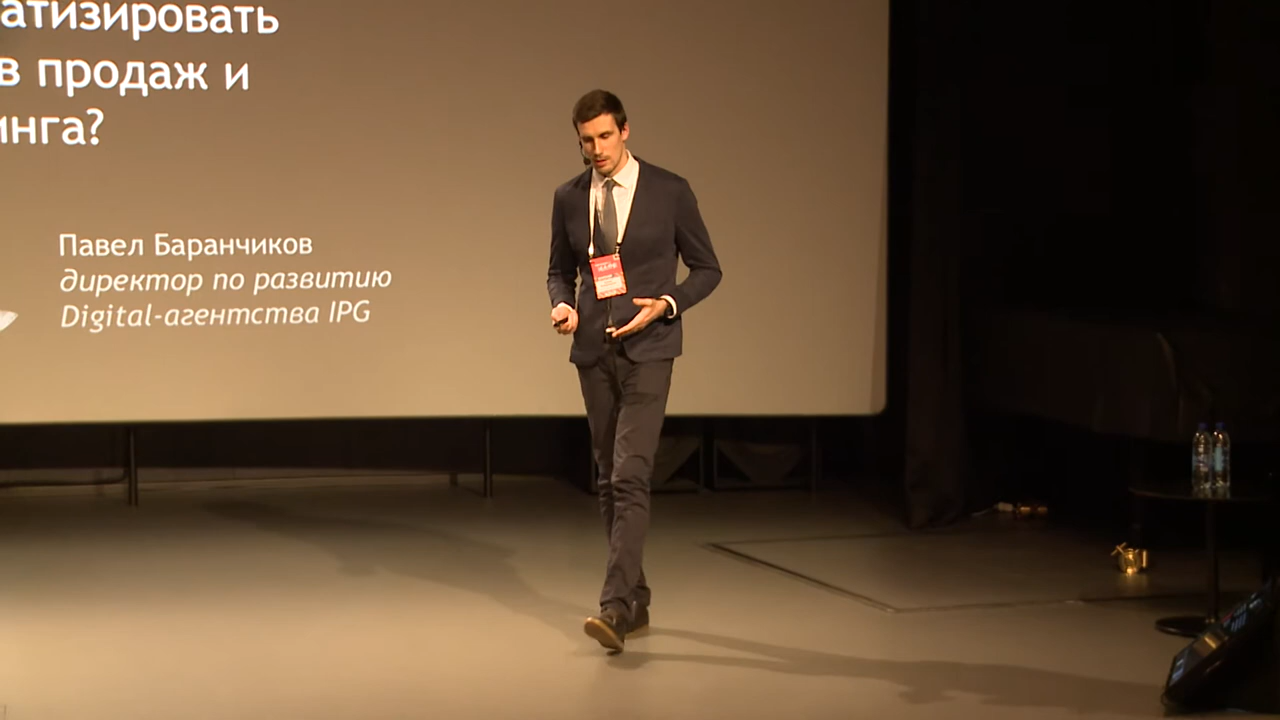 атизировать
в продаж и
инга?
Павел Баранчиков
директор по развитию
Digital-агентства IPG